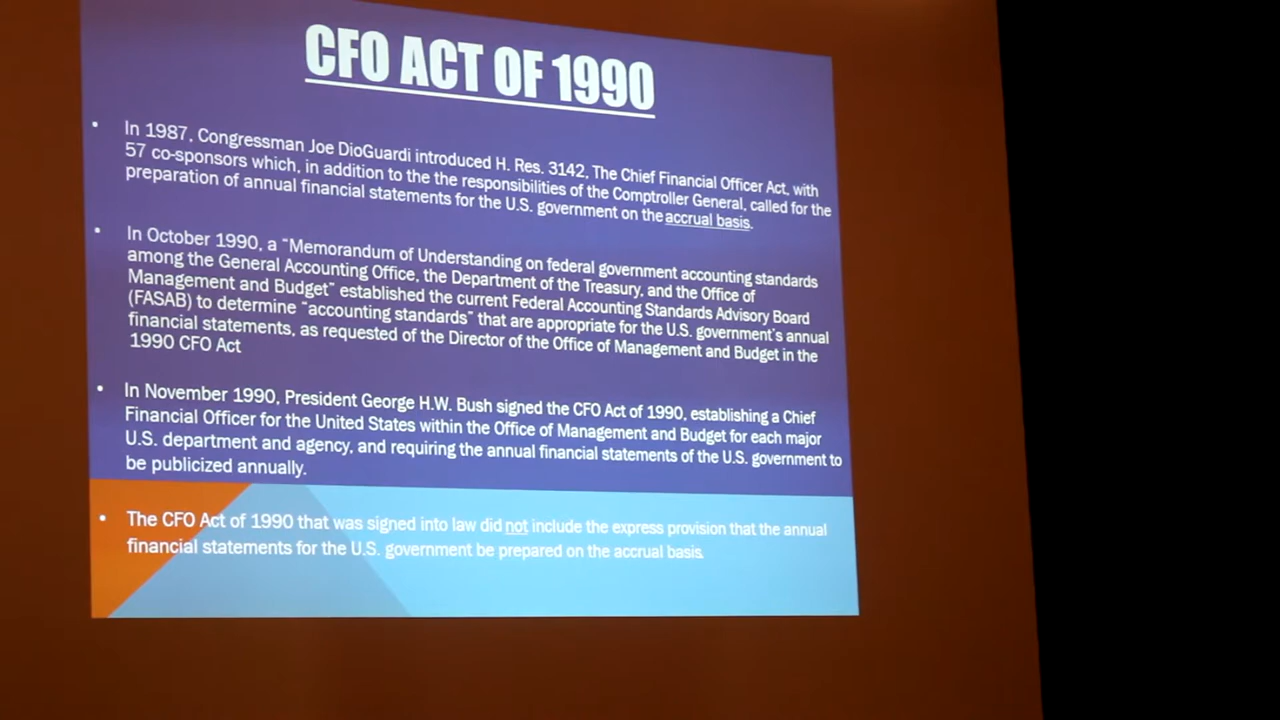 CFO ACT OF 1990
• In 1987, Congressman Joe DioGuardi introduced H. Res. 3142, The Chief Financial Officer Act, with
57 co-sponsors which, in addition to the the responsibilities of the Comptroller General, called for the
preparation of annual financial statements for the U.S. government on the accrual basis.
• In October 1990, a “Memorandum of Understanding on federal government accounting standards
among the General Accounting Office, the Department of the Treasury, and the Office of
Management and Budget” established the current Federal Accounting Standards Advisory Board
(FASAB) to determine “accounting standards” that are appropriate for the U.S. government’s annual
financial statements, as requested of the Director of the Office of Management and Budget in the
1990 CFO Act
• In November 1990, President George H.W. Bush signed the CFO Act of 1990, establishing a Chief
Financial Officer for the United States within the Office of Management and Budget for each major
U.S. department and agency, and requiring the annual financial statements of the U.S. government to
be publicized annually.
• The CFO Act of 1990 that was signed into law did not include the express provision that the annual
financial statements for the U.S. government be prepared on the accrual basis.